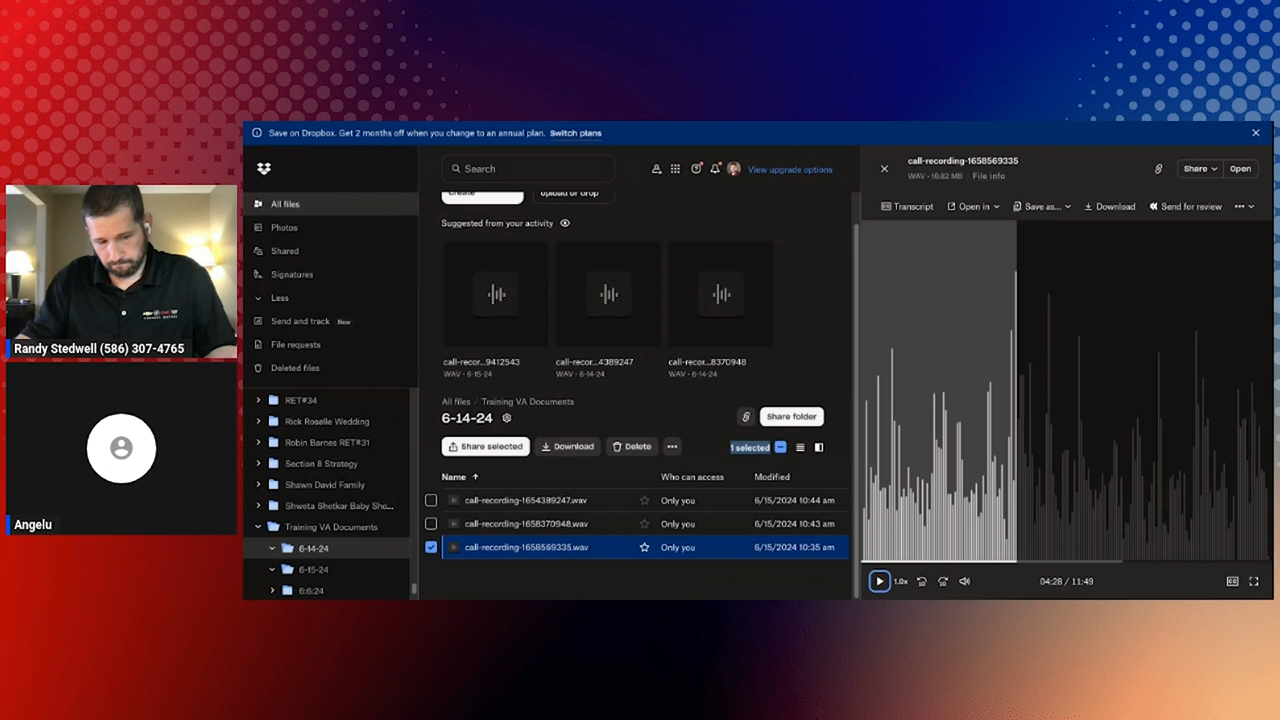 Save on Dropbox. Get 2 months off when you change to an annual plan. Switch plans
Search
View upgrade options
call-recording-1658569335
WAV • 10.82 MB
File info
Share
Open
Transcript
Open in
Save as...
Download
Send for review
All files
Photos
Shared
Signatures
Less
Send and track New
File requests
Deleted files
RET#34
Rick Roselle Wedding
Robin Barnes RET#31
Section 8 Strategy
Shawn David Family
Shweta Shetkar Baby Sho...
Training VA Documents
6-14-24
6-15-24
6:6:24
Create
Upload or drop
Suggested from your activity
call-recor...9412543
WAV • 6-15-24
call-recor...4389247
WAV • 6-14-24
call-recor...8370948
WAV • 6-14-24
All files / Training VA Documents
6-14-24
Share folder
Share selected
Download
Delete
1 selected
Name
Who can access
Modified
call-recording-1654389247.wav
Only you
6/15/2024 10:44 am
call-recording-1658370948.wav
Only you
6/15/2024 10:43 am
call-recording-1658569335.wav
Only you
6/15/2024 10:35 am
1.0x
04:28 / 11:49
Randy Stedwell (586) 307-4765
Angelu